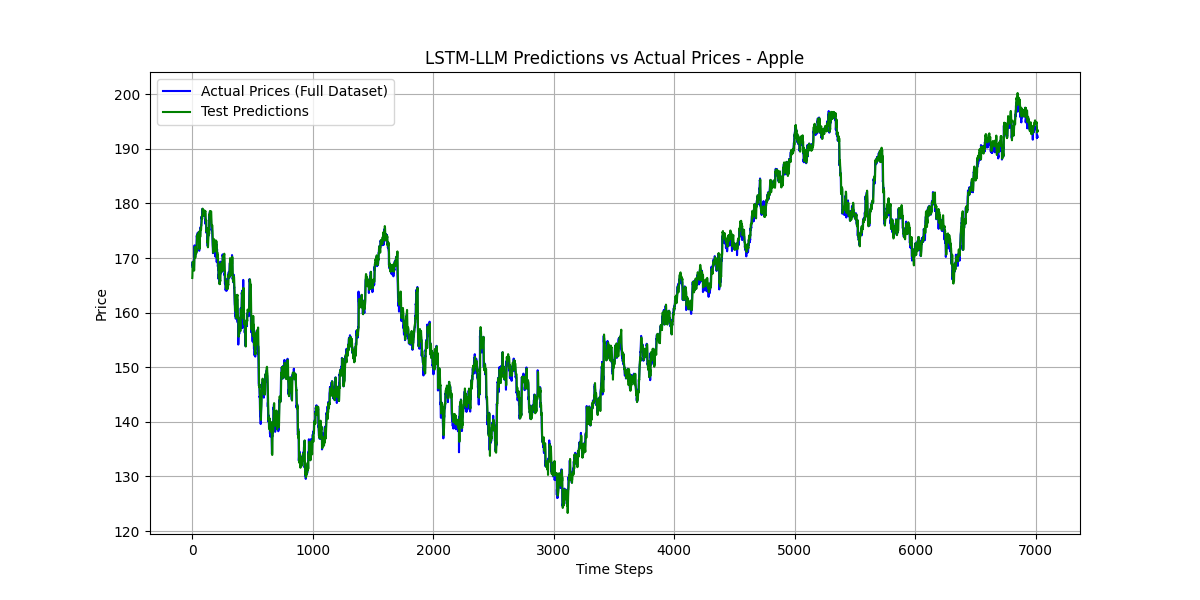 LSTM-LLM Predictions vs Actual Prices - Apple
Actual Prices (Full Dataset)
Test Predictions
200
190
180
170
160
150
140
130
120
Price
0 1000 2000 3000 4000 5000 6000 7000
Time Steps